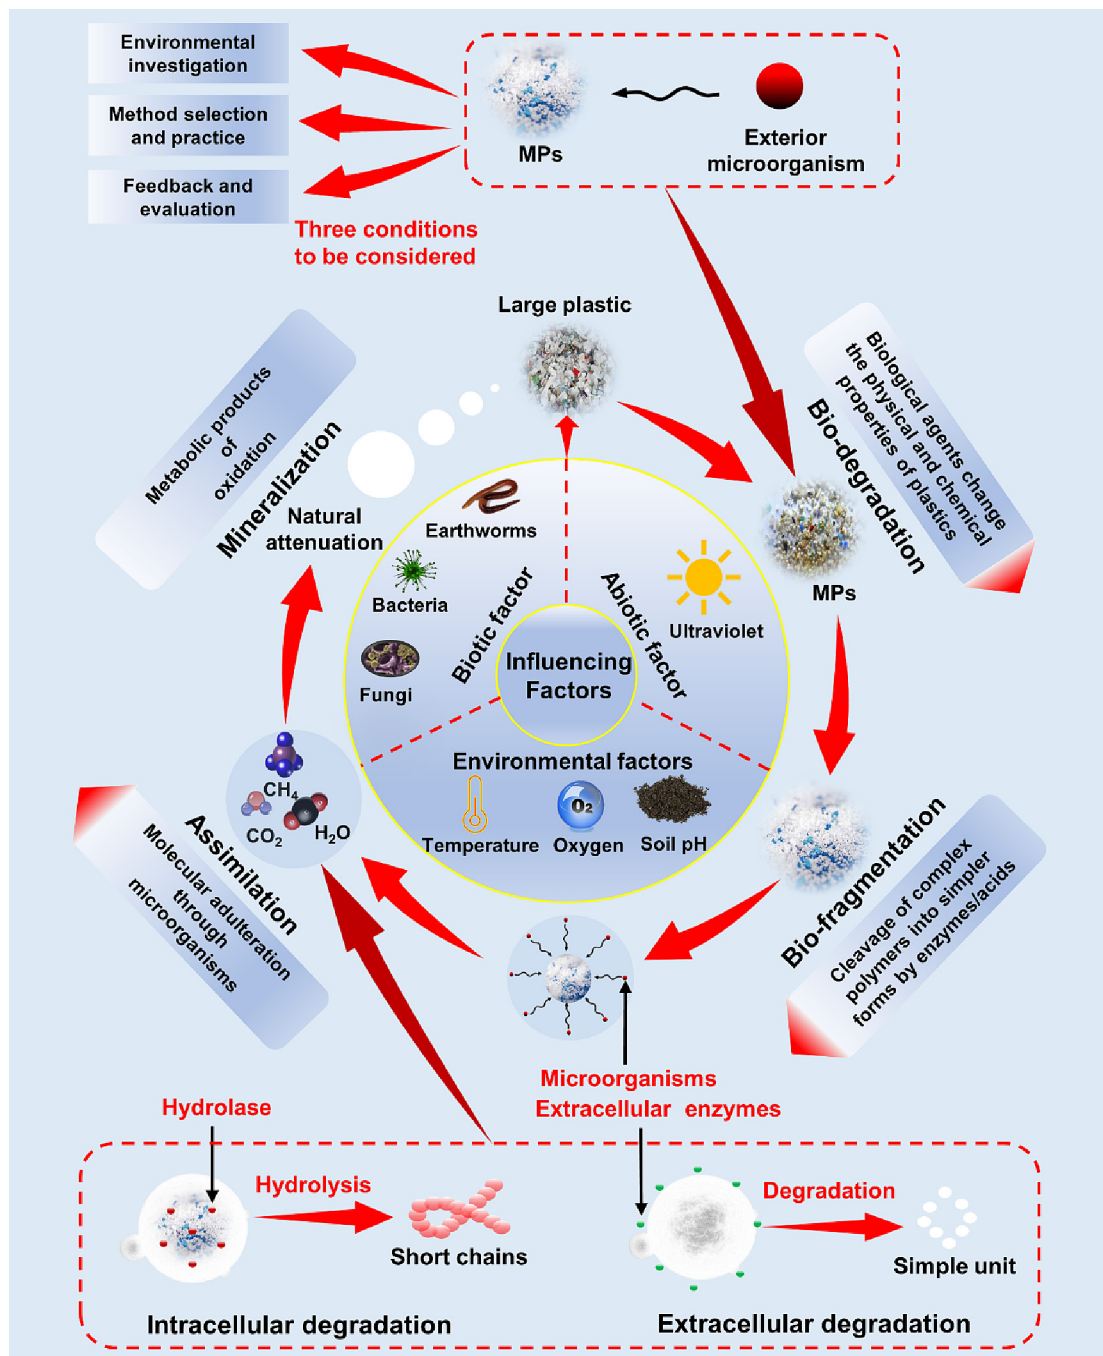 Environmental
investigation
Method selection
and practice
Feedback and
evaluation
Three conditions
to be considered
MPs
Exterior
microorganism
Large plastic
Biological agents change
the physical and chemical
properties of plastics
Bio-degradation
Metabolic products
of
oxidation
Mineralization
Natural
attenuation
Earthworms
Bacteria
Fungi
Biotic factor
Abiotic factor
Ultraviolet
MPs
Influencing
Factors
Environmental factors
Temperature
Oxygen
O₂
Soil pH
CH₄
CO₂
H₂O
Assimilation
Molecular adulteration
through
microorganisms
Bio-fragmentation
Cleavage of complex
polymers into simpler
forms by enzymes/acids
Microorganisms
Extracellular enzymes
Hydrolase
Hydrolysis
Short chains
Degradation
Simple unit
Intracellular degradation
Extracellular degradation